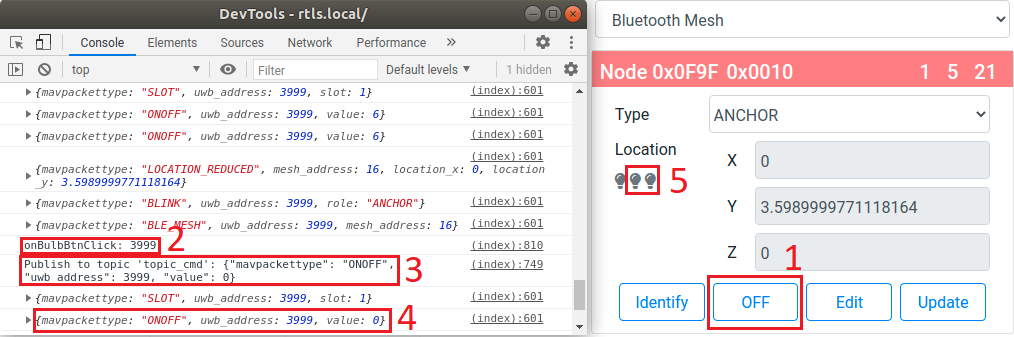 DevTools - rtls.local/
Console Elements Sources Network Performance »
top Filter Default levels 1 hidden
{mavpackettype: "SLOT", uwb_address: 3999, slot: 1} (index):601
{mavpackettype: "ONOFF", uwb_address: 3999, value: 6} (index):601
{mavpackettype: "ONOFF", uwb_address: 3999, value: 6} (index):601
(index):601
{mavpackettype: "LOCATION_REDUCED", mesh_address: 16, location_x: 0, location
_y: 3.5989999771118164}
{mavpackettype: "BLINK", uwb_address: 3999, role: "ANCHOR"} (index):601
{mavpackettype: "BLE_MESH", uwb_address: 3999, mesh_address: 16} (index):601
onBulbBtnClick: 3999 2 (index):810
Publish to topic 'topic_cmd': {"mavpackettype": "ONOFF", (index):749
"uwb_address": 3999, "value": 0} 3
{mavpackettype: "SLOT", uwb_address: 3999, slot: 1} (index):601
{mavpackettype: "ONOFF", uwb_address: 3999, value: 0} 4 (index):601
Bluetooth Mesh
Node 0x0F9F 0x0010 1 5 21
Type ANCHOR
Location
5
X 0
Y 3.5989999771118164
Z 0
1
Identify OFF Edit Update